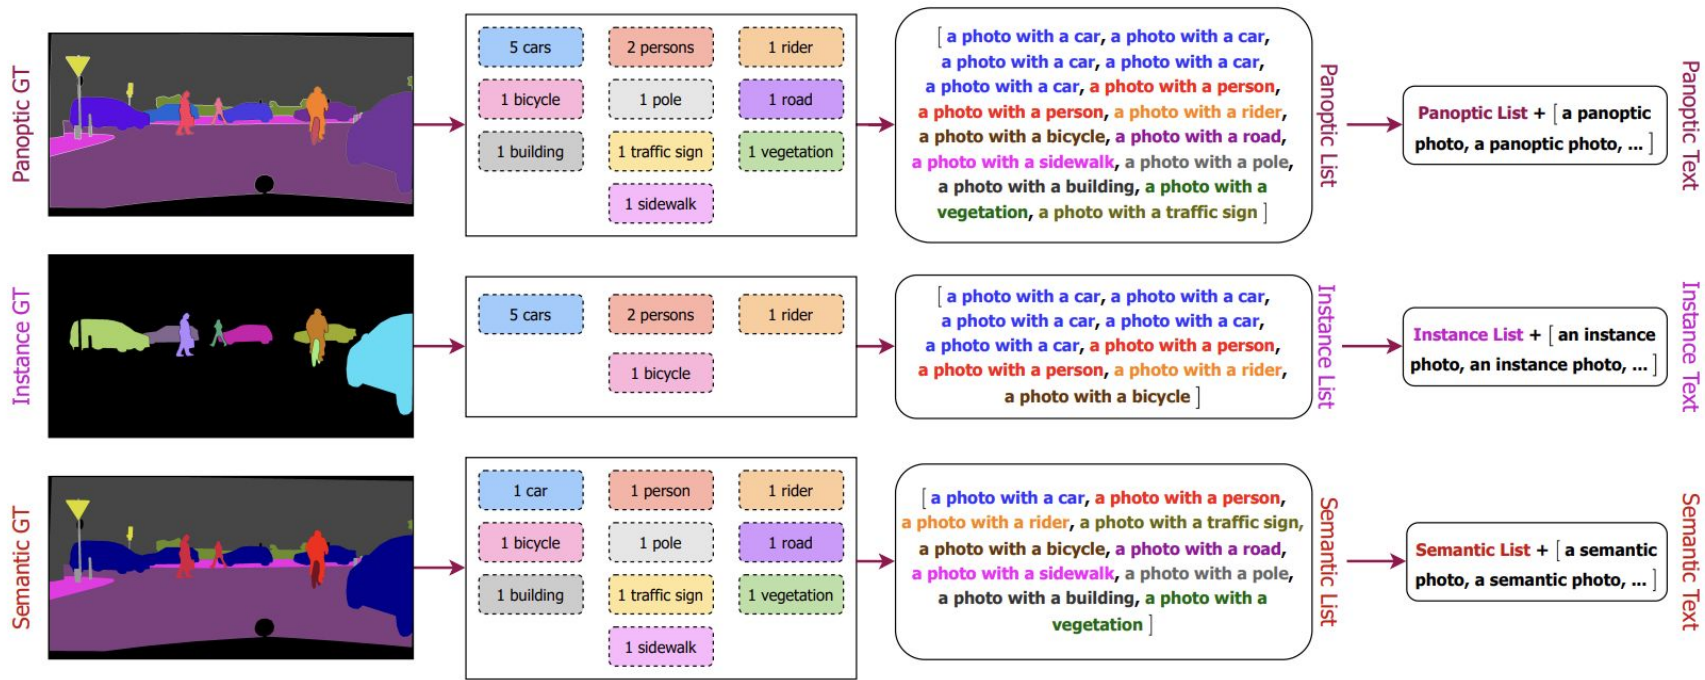 Panoptic GT
5 cars
2 persons
1 rider
1 bicycle
1 pole
1 road
1 building
1 traffic sign
1 vegetation
1 sidewalk
[ a photo with a car, a photo with a car,
a photo with a car, a photo with a car,
a photo with a car, a photo with a person,
a photo with a person, a photo with a rider,
a photo with a bicycle, a photo with a road,
a photo with a sidewalk, a photo with a pole,
a photo with a building, a photo with a
vegetation, a photo with a traffic sign ]
Panoptic List
Panoptic List + [ a panoptic
photo, a panoptic photo, ... ]
Panoptic Text
Instance GT
5 cars
2 persons
1 rider
1 bicycle
[ a photo with a car, a photo with a car,
a photo with a car, a photo with a car,
a photo with a car, a photo with a person,
a photo with a person, a photo with a rider,
a photo with a bicycle ]
Instance List
Instance List + [ an instance
photo, an instance photo, ... ]
Instance Text
Semantic GT
1 car
1 person
1 rider
1 bicycle
1 pole
1 road
1 building
1 traffic sign
1 vegetation
1 sidewalk
[ a photo with a car, a photo with a person,
a photo with a rider, a photo with a traffic sign,
a photo with a bicycle, a photo with a road,
a photo with a sidewalk, a photo with a pole,
a photo with a building, a photo with a
vegetation ]
Semantic List
Semantic List + [ a semantic
photo, a semantic photo, ... ]
Semantic Text